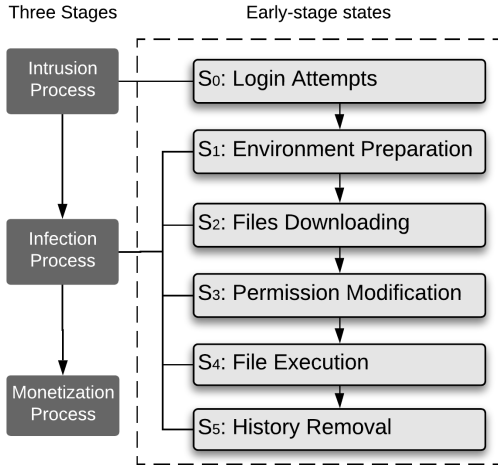 Three Stages
Early-stage states
Intrusion
Process
S0: Login Attempts
S1: Environment Preparation
S2: Files Downloading
Infection
Process
S3: Permission Modification
S4: File Execution
Monetization
Process
S5: History Removal